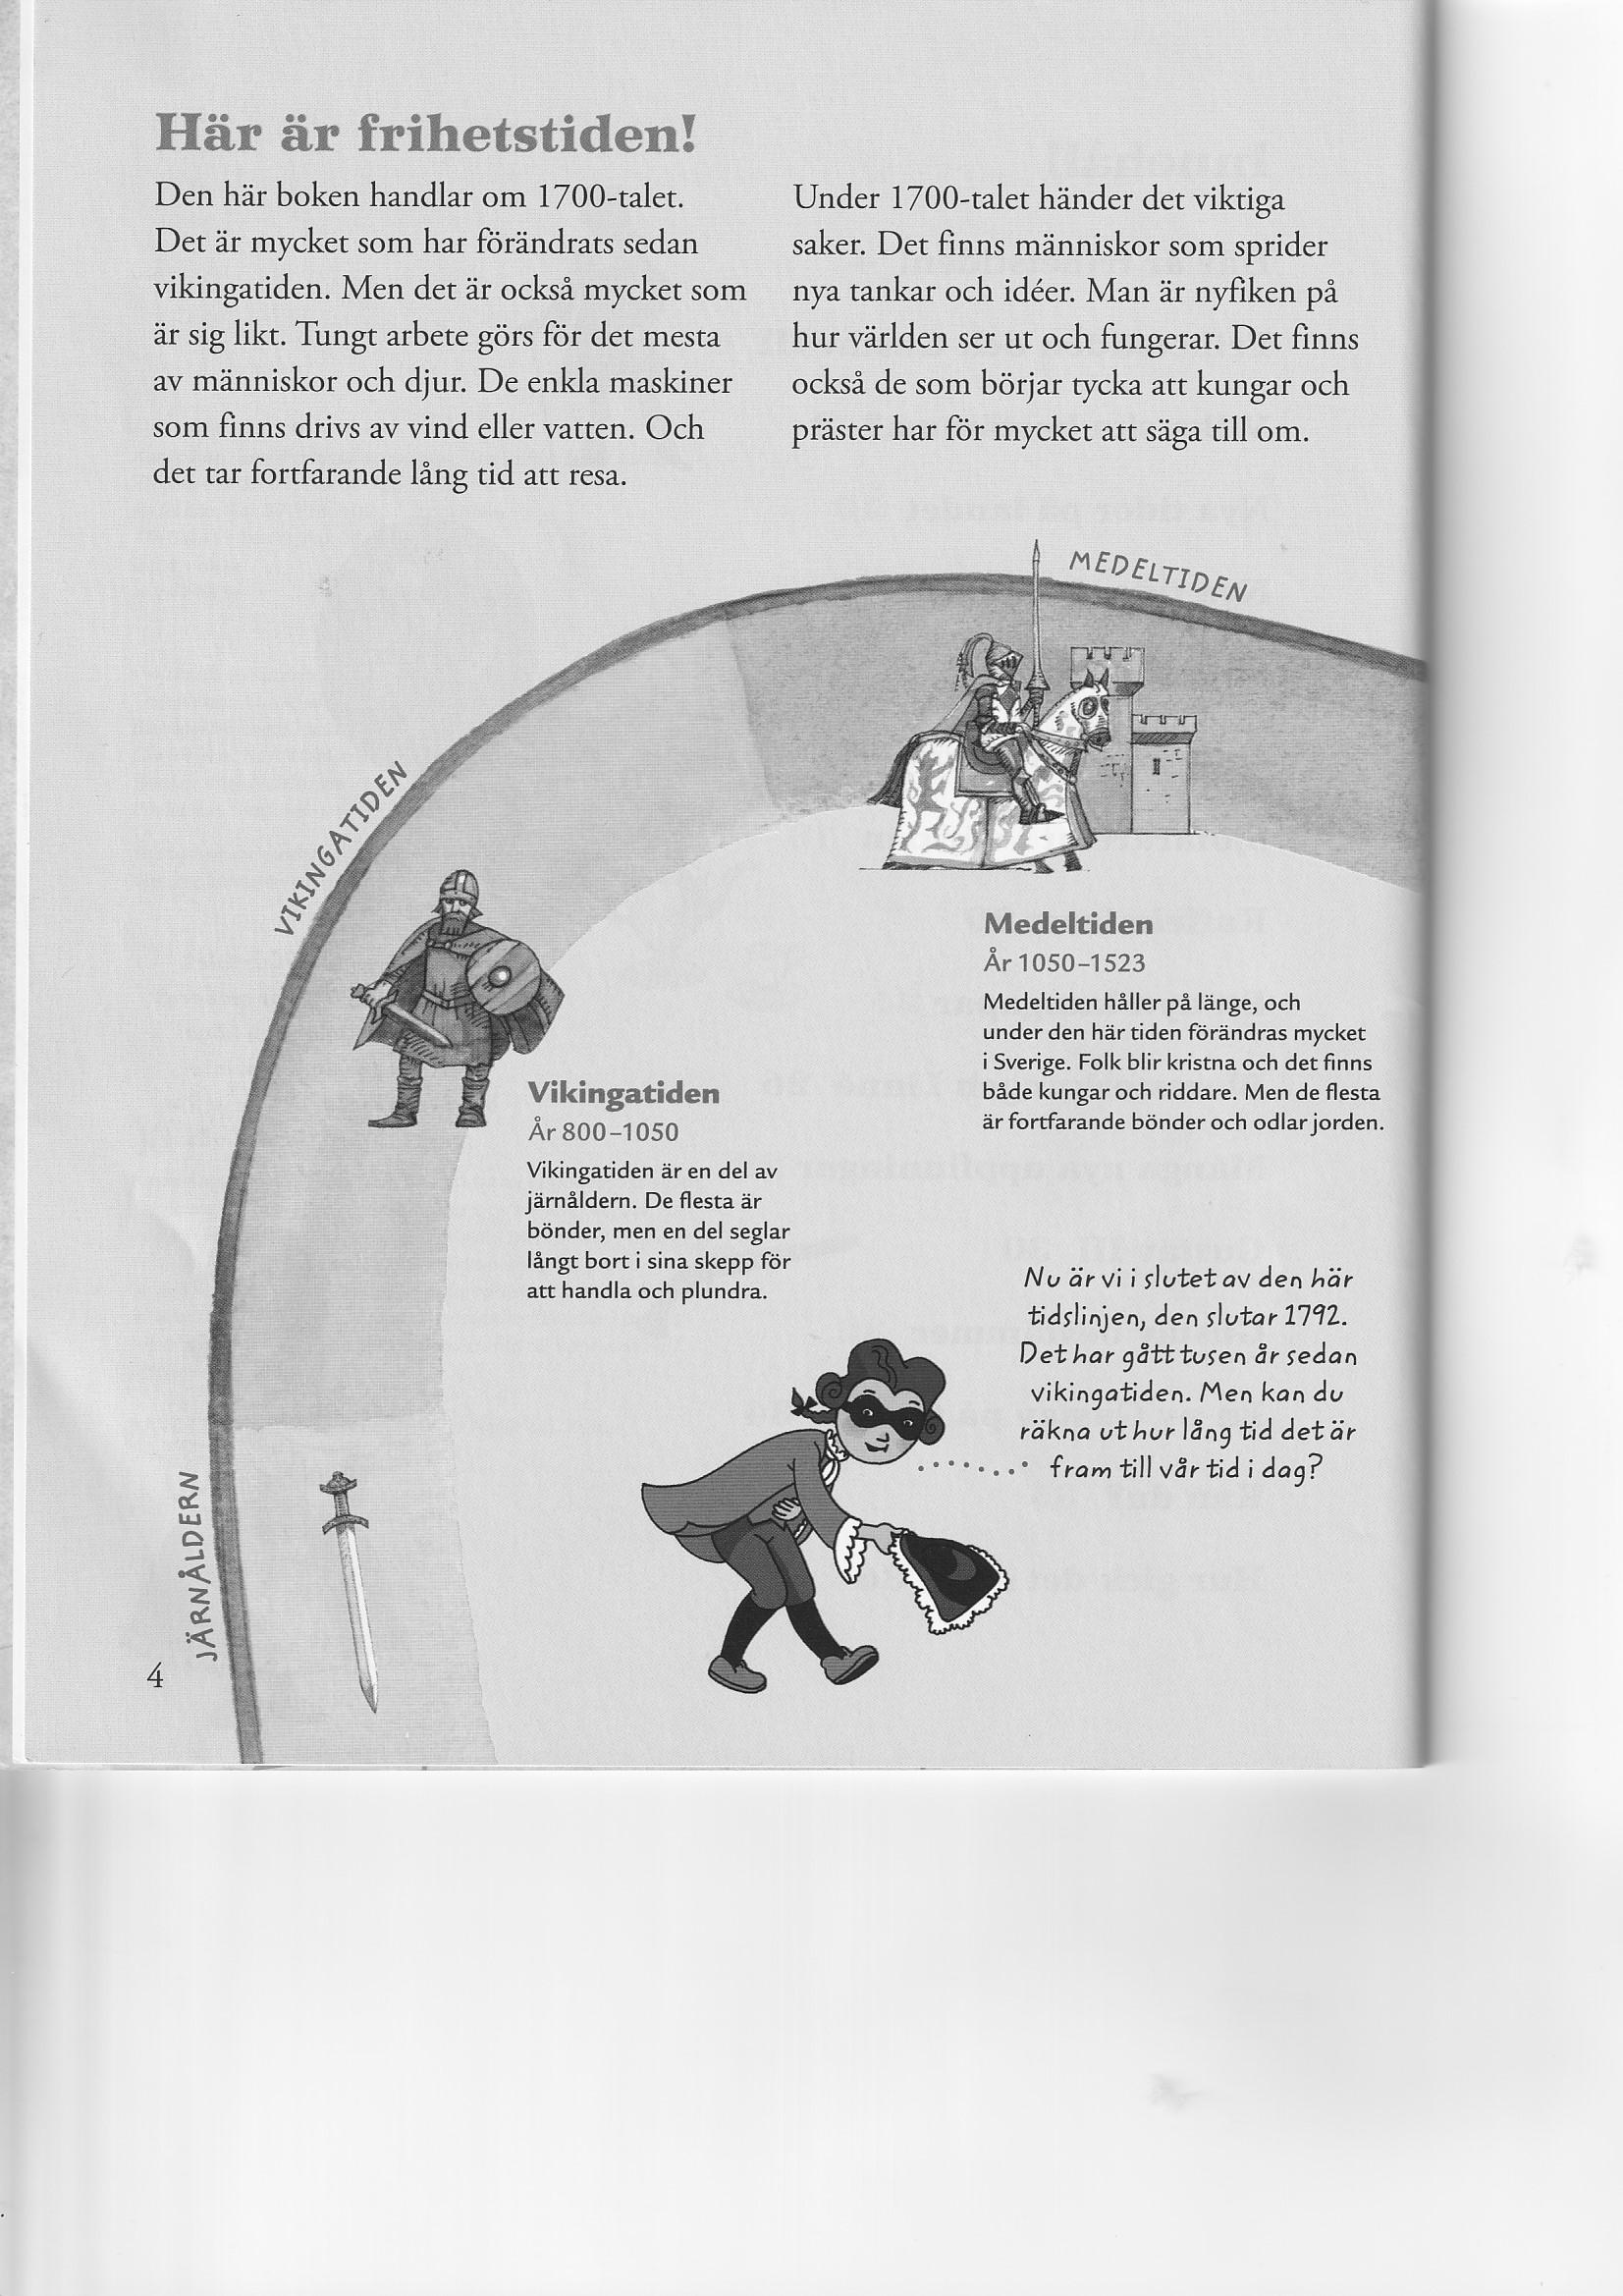 Här är frihetstiden!
Den här boken handlar om 1700-talet.
Det är mycket som har förändrats sedan
vikingatiden. Men det är också mycket som
är sig likt. Tungt arbete görs för det mesta
av människor och djur. De enkla maskiner
som finns drivs av vind eller vatten. Och
det tar fortfarande lång tid att resa.
Under 1700-talet händer det viktiga
saker. Det finns människor som sprider
nya tankar och idéer. Man är nyfiken på
hur världen ser ut och fungerar. Det finns
också de som börjar tycka att kungar och
präster har för mycket att säga till om.
MEDELTIDEN
VIKINGATIDEN
Medeltiden
År 1050–1523
Medeltiden håller på länge, och
under den här tiden förändras mycket
i Sverige. Folk blir kristna och det finns
både kungar och riddare. Men de flesta
är fortfarande bönder och odlar jorden.
Vikingatiden
År 800–1050
Vikingatiden är en del av
järnåldern. De flesta är
bönder, men en del seglar
långt bort i sina skepp för
att handla och plundra.
Nu är vi i slutet av den här
tidslinjen, den slutar 1792.
Det har gått tusen år sedan
vikingatiden. Men kan du
räkna ut hur lång tid det är
fram till vår tid i dag?
JÄRNÅLDERN
4